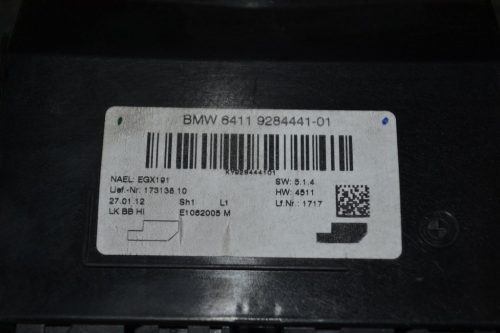 BMW 6411 9284441-01
K1928444101
NAEL: EGX191
Lief.-Nr: 173136.10
27.01.12 Sh1 L1
LK BB HI E1062005 M
SW: 5.1.4
HW: 4511
Lf.Nr.: 1717